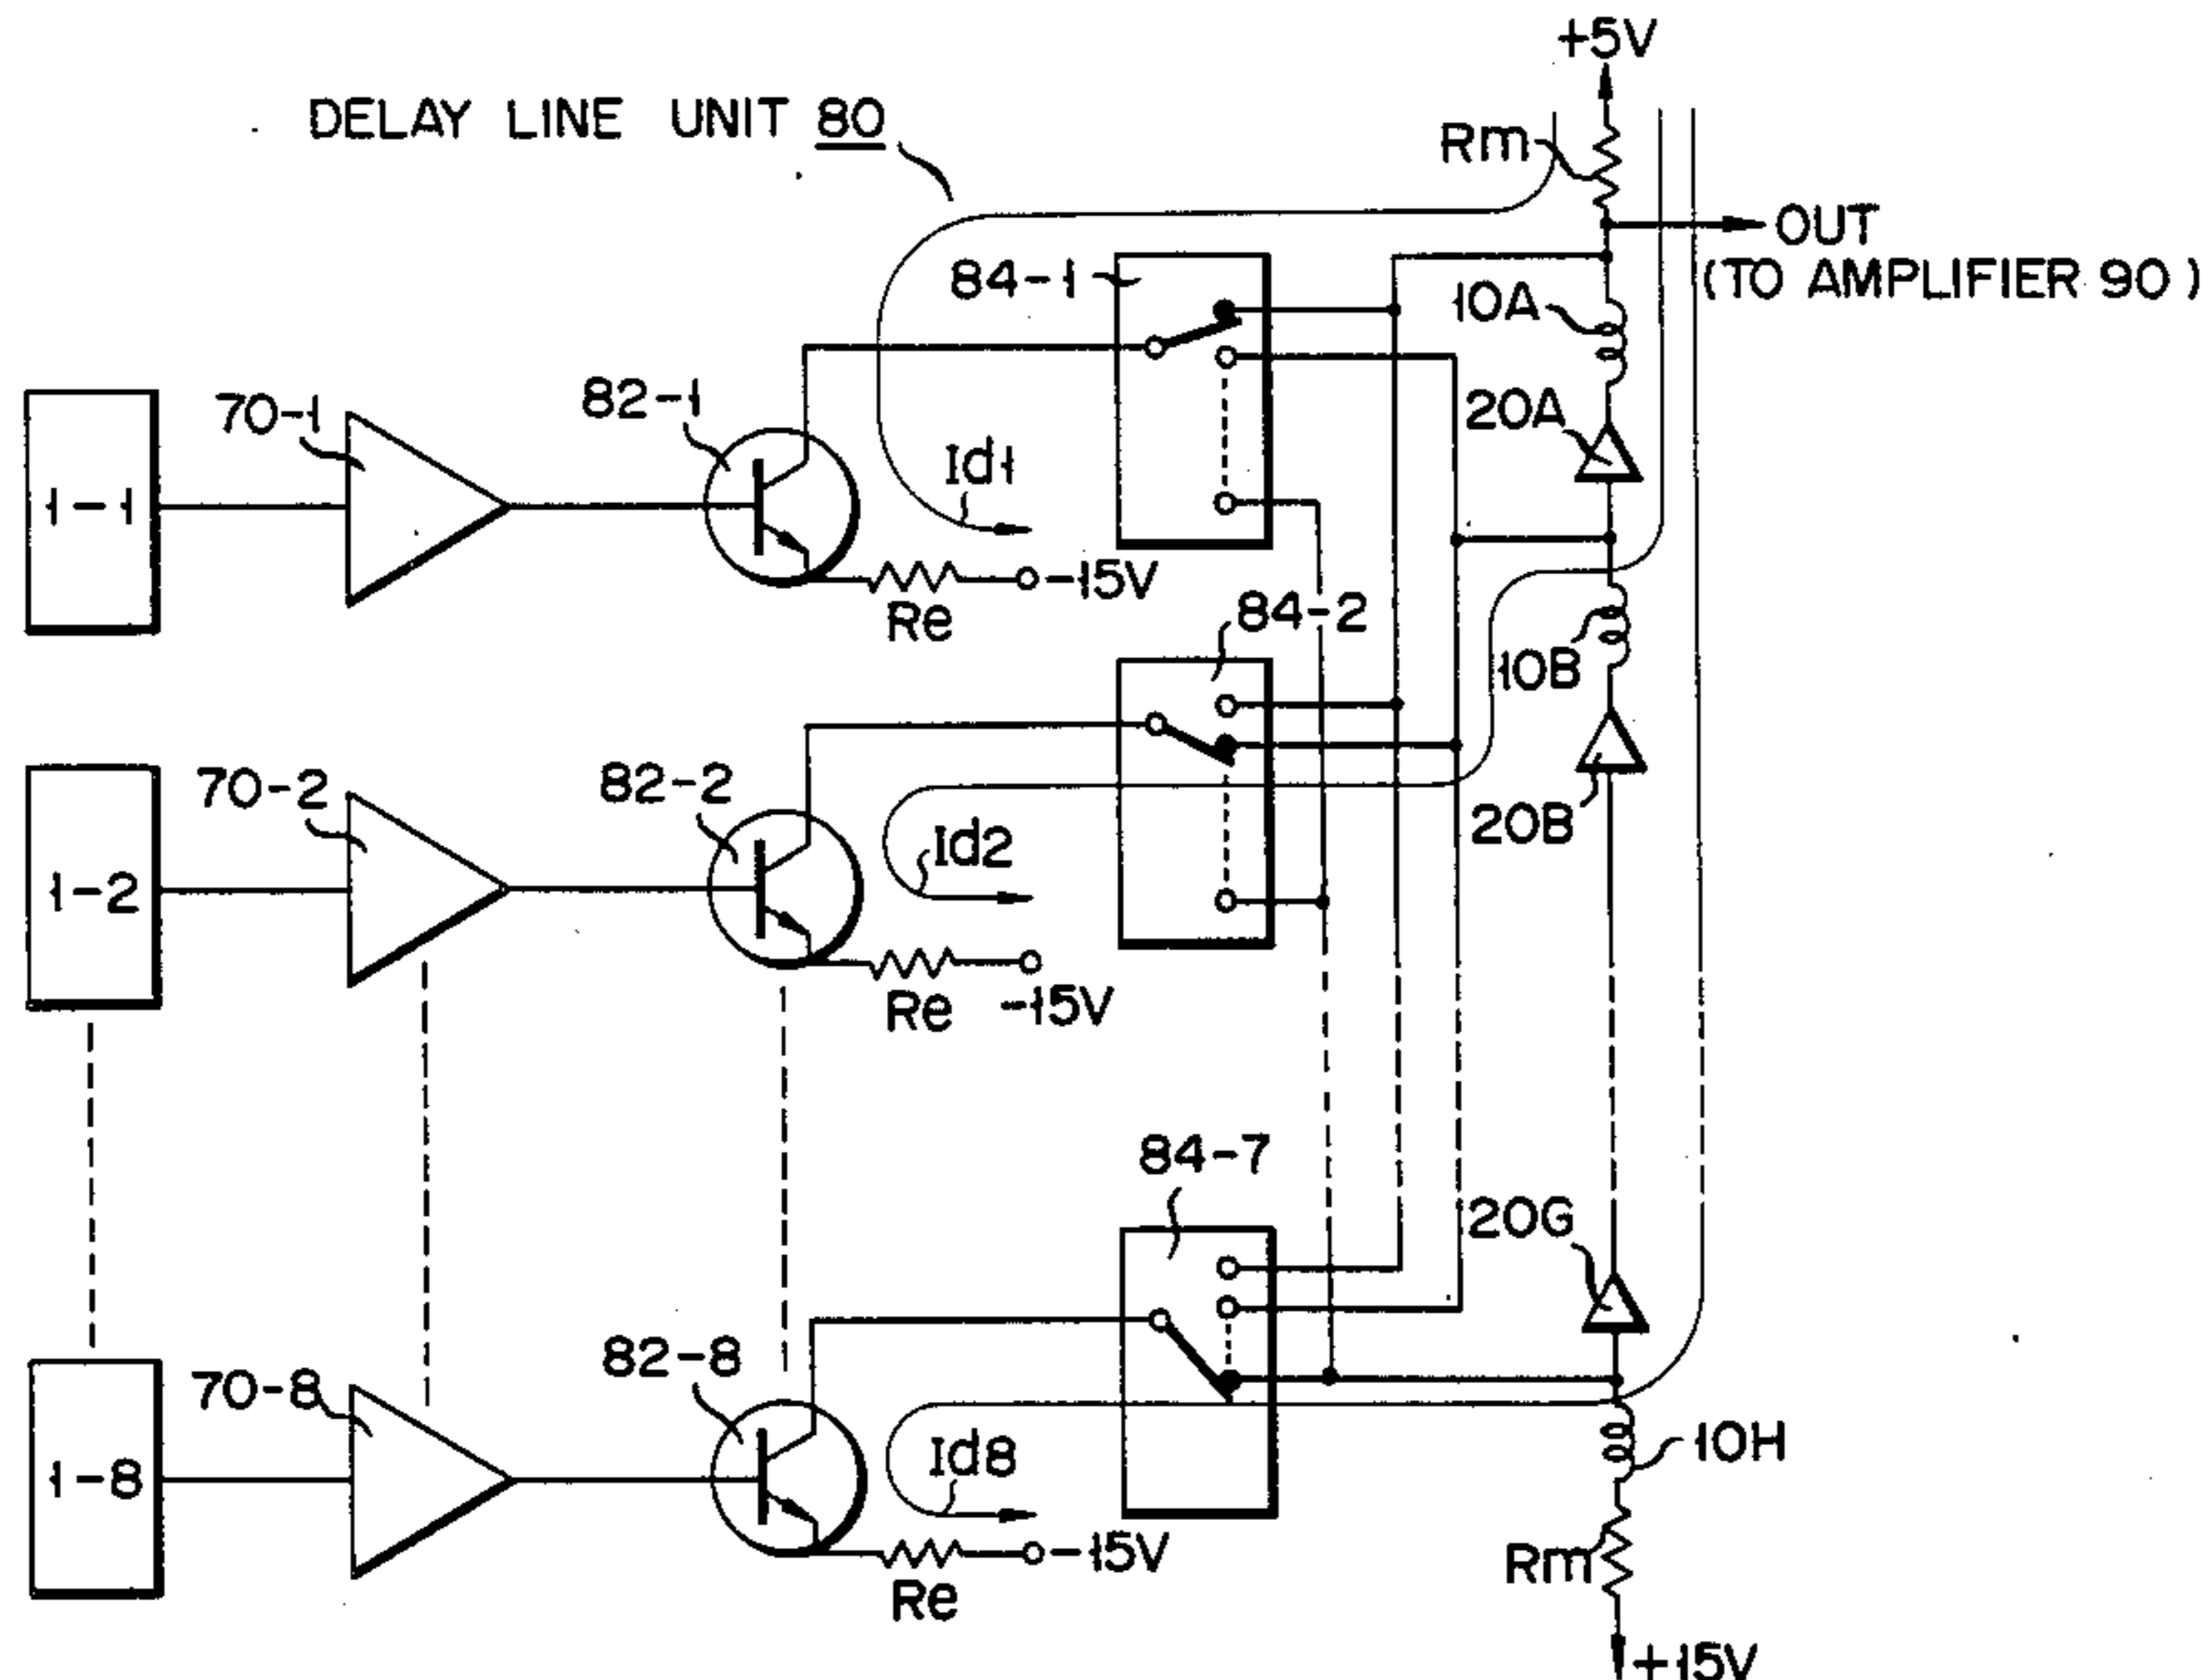 +5V
DELAY LINE UNIT 80
Rm
OUT
(TO AMPLIFIER 90)
84-1
10A
70-1
82-1
20A
Id1
1-1
-15V
Re
84-2
10B
70-2
82-2
20B
Id2
1-2
Re
-15V
84-7
20G
70-8
82-8
Id8
10H
1-8
-15V
Re
Rm
+15V